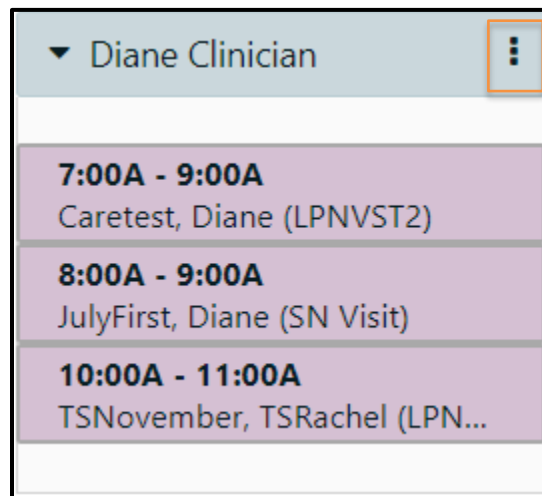 Diane Clinician
7:00A - 9:00A
Caretest, Diane (LPNVST2)
8:00A - 9:00A
JulyFirst, Diane (SN Visit)
10:00A - 11:00A
TSNovember, TSRachel (LPN...